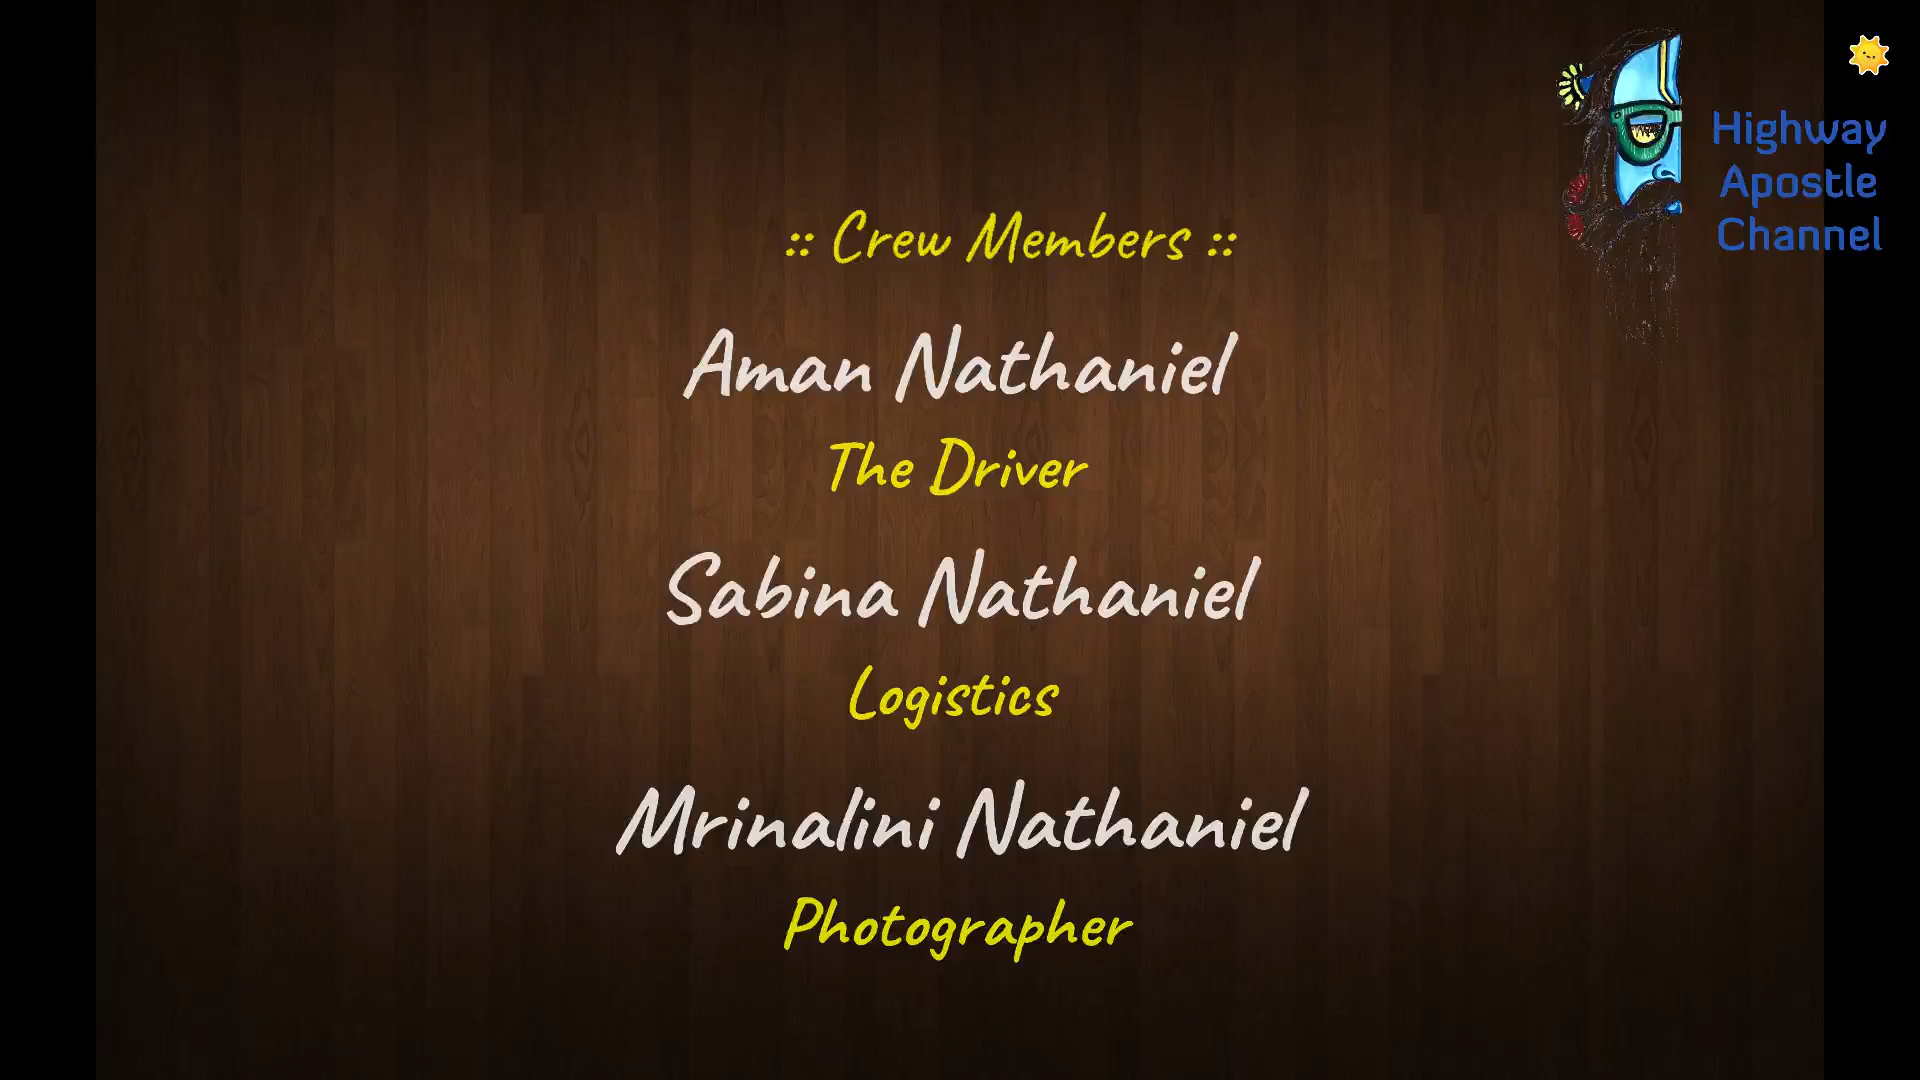 :: Crew Members ::
Aman Nathaniel
The Driver
Sabina Nathaniel
Logistics
Mrinalini Nathaniel
Photographer
Highway
Apostle
Channel